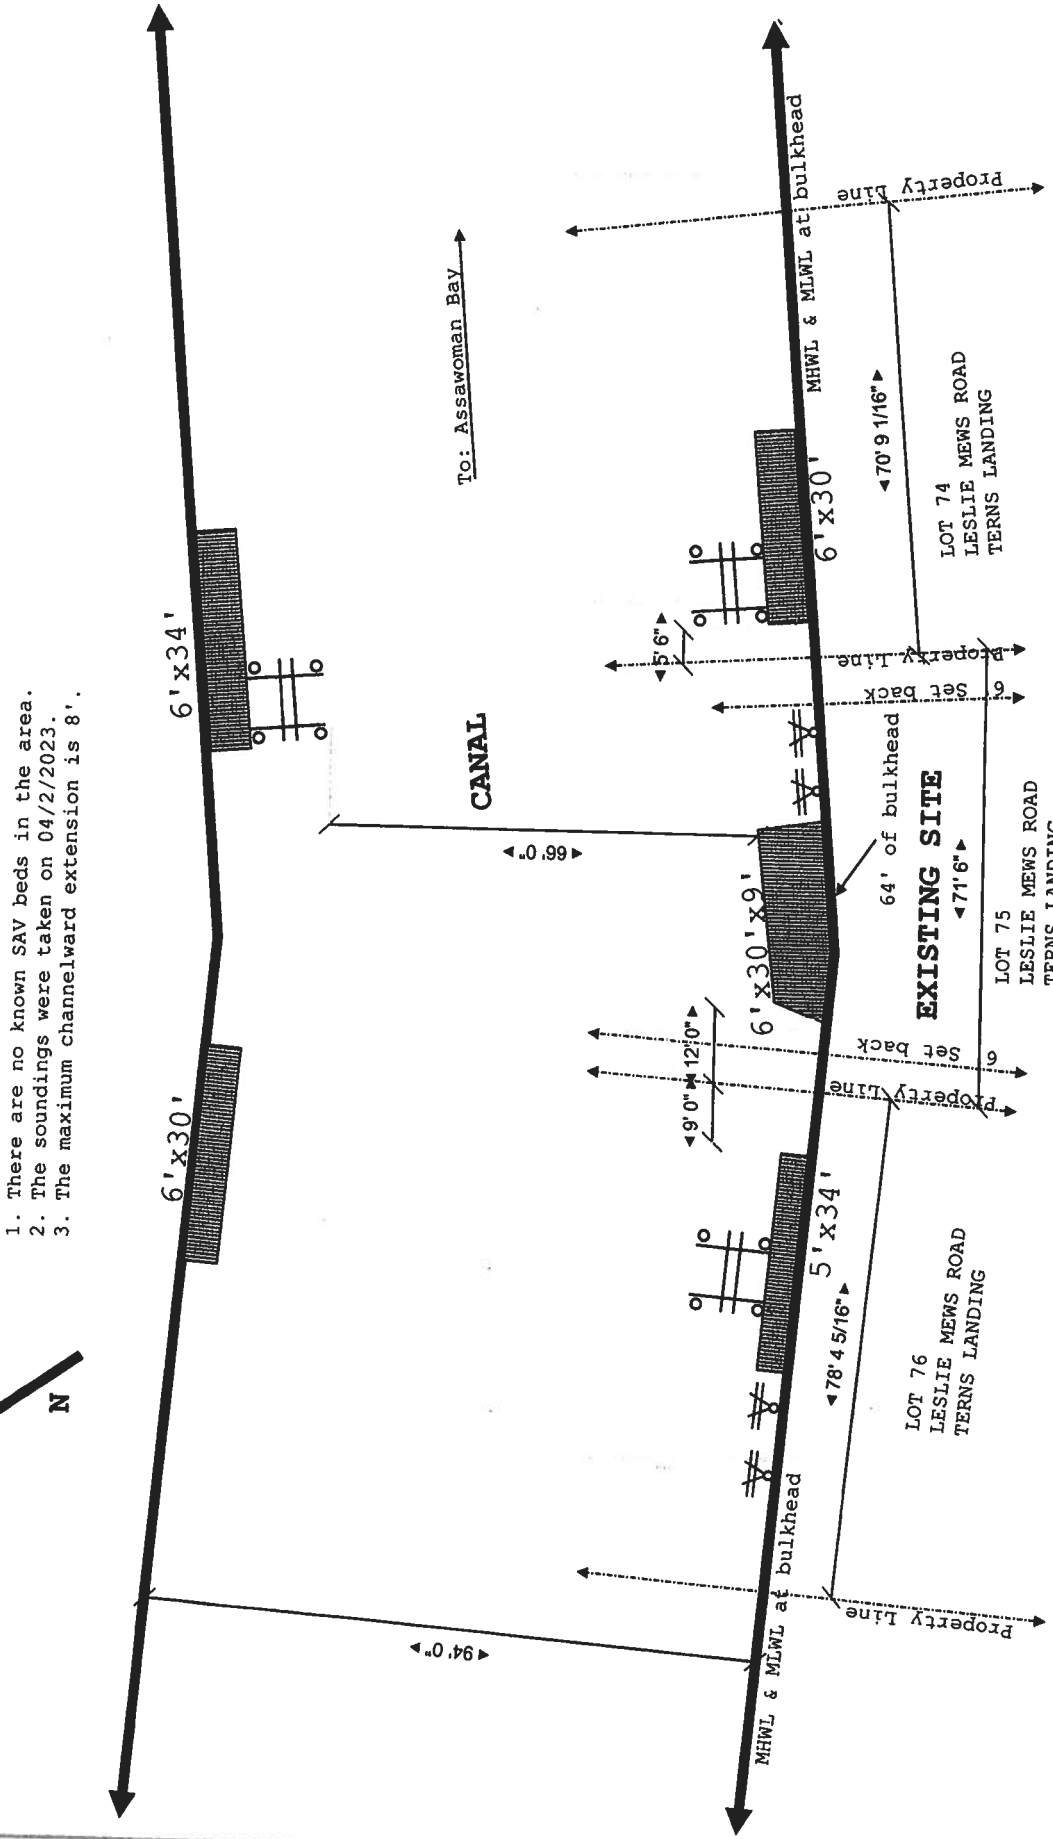 1. There are no known SAV beds in the area.
2. The soundings were taken on 04/2/2023.
3. The maximum channelward extension is 8'.
N
6'x30'
6'x34'
To: Assawoman Bay
CANAL
94' 0"
66' 0"
9' 0"
12' 0"
5' 6"
6'x30'x9'
5'x34'
6'x30'
MHWL & MLWL at bulkhead
MHWL & MLWL at bulkhead
64' of bulkhead
Property Line
Property Line
6' Set back
6' Set back
Property Line
Property Line
78' 4 5/16"
EXISTING SITE
71' 6"
70' 9 1/16"
LOT 76
LESLIE MEWS ROAD
TERNS LANDING
LOT 75
LESLIE MEWS ROAD
TERNS LANDING
LOT 74
LESLIE MEWS ROAD
TERNS LANDING